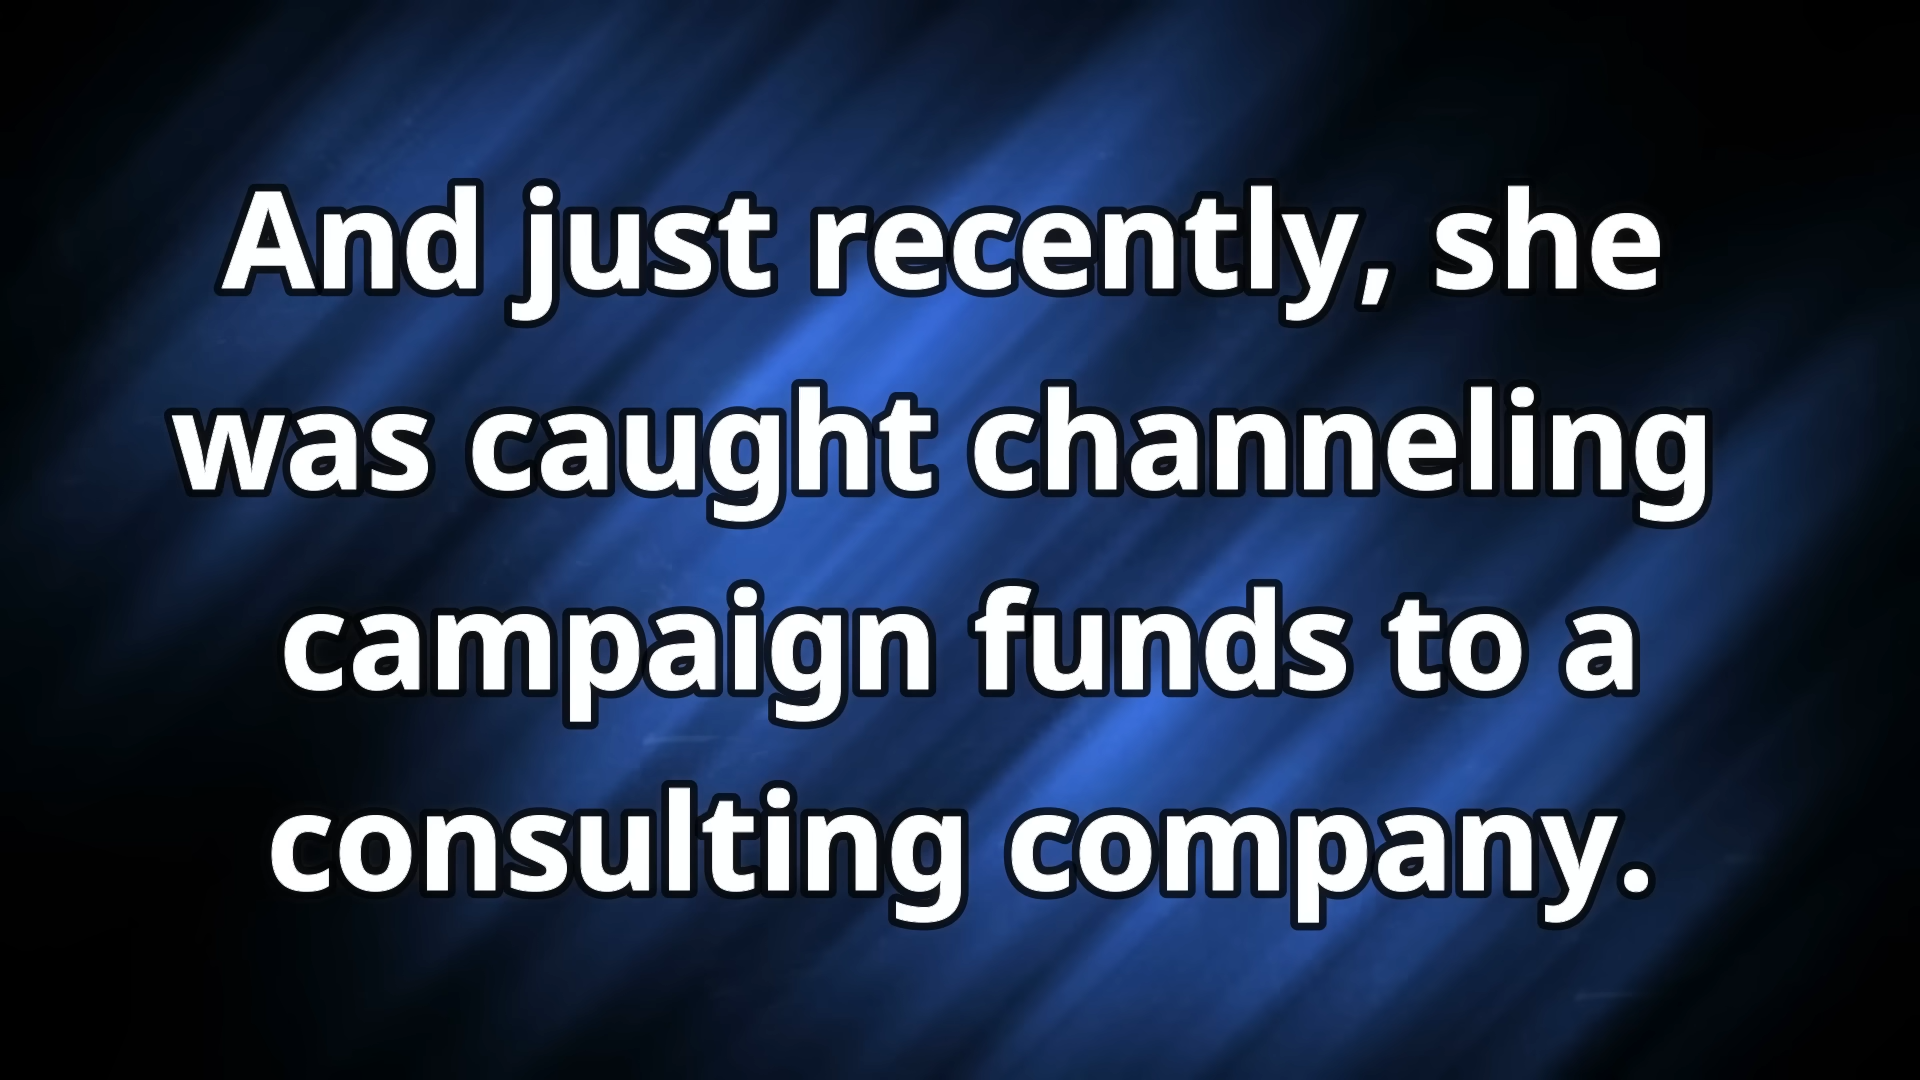 And just recently, she
was caught channeling
campaign funds to a
consulting company.